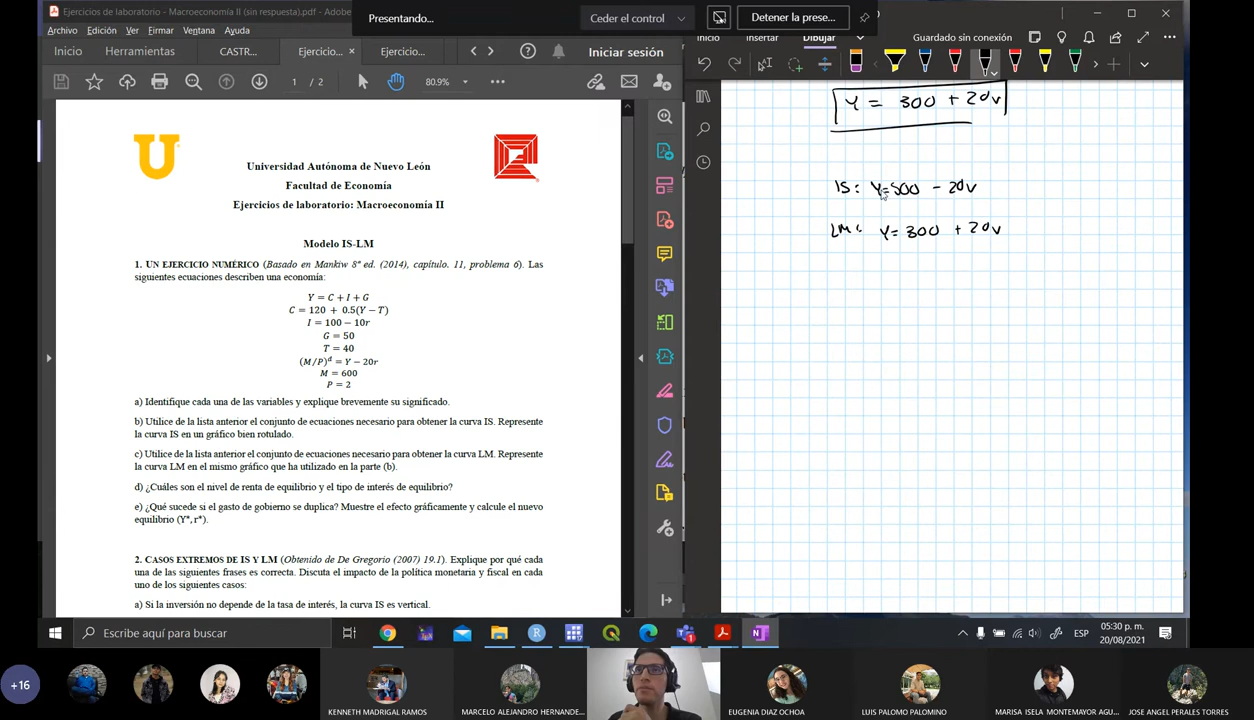 Ejercicios de laboratorio - Macroeconomía II (sin respuesta).pdf - Adobe
Presentando...
Ceder el control
Detener la prese...
Archivo Edición Ver Firmar Ventana Ayuda
Inicio Insertar Dibujar Guardado sin conexión
Inicio Herramientas CASTR... Ejercicio... × Ejercicio... Iniciar sesión
1 / 2 80.9%
Y = 300 + 20r
IS: Y=500 - 20r
LM: Y= 300 + 20r
Universidad Autónoma de Nuevo León
Facultad de Economía
Ejercicios de laboratorio: Macroeconomía II
Modelo IS-LM
1. UN EJERCICIO NUMÉRICO (Basado en Mankiw 8ª ed. (2014), capítulo. 11, problema 6). Las
siguientes ecuaciones describen una economía:
Y = C + I + G
C = 120 + 0.5(Y − T)
I = 100 − 10r
G = 50
T = 40
(M/P)ᵈ = Y − 20r
M = 600
P = 2
a) Identifique cada una de las variables y explique brevemente su significado.
b) Utilice de la lista anterior el conjunto de ecuaciones necesario para obtener la curva IS. Represente
la curva IS en un gráfico bien rotulado.
c) Utilice de la lista anterior el conjunto de ecuaciones necesario para obtener la curva LM. Represente
la curva LM en el mismo gráfico que ha utilizado en la parte (b).
d) ¿Cuáles son el nivel de renta de equilibrio y el tipo de interés de equilibrio?
e) ¿Qué sucede si el gasto de gobierno se duplica? Muestre el efecto gráficamente y calcule el nuevo
equilibrio (Y*, r*).
2. CASOS EXTREMOS DE IS Y LM (Obtenido de De Gregorio (2007) 19.1). Explique por qué cada
una de las siguientes frases es correcta. Discuta el impacto de la política monetaria y fiscal en cada
uno de los siguientes casos:
a) Si la inversión no depende de la tasa de interés, la curva IS es vertical.
Escribe aquí para buscar
ESP
05:30 p. m.
20/08/2021
+16
KENNETH MADRIGAL RAMOS
MARCELO ALEJANDRO HERNANDE...
EUGENIA DIAZ OCHOA
LUIS PALOMO PALOMINO
MARISA ISELA MONTEMAYOR AGU...
JOSE ANGEL PERALES TORRES